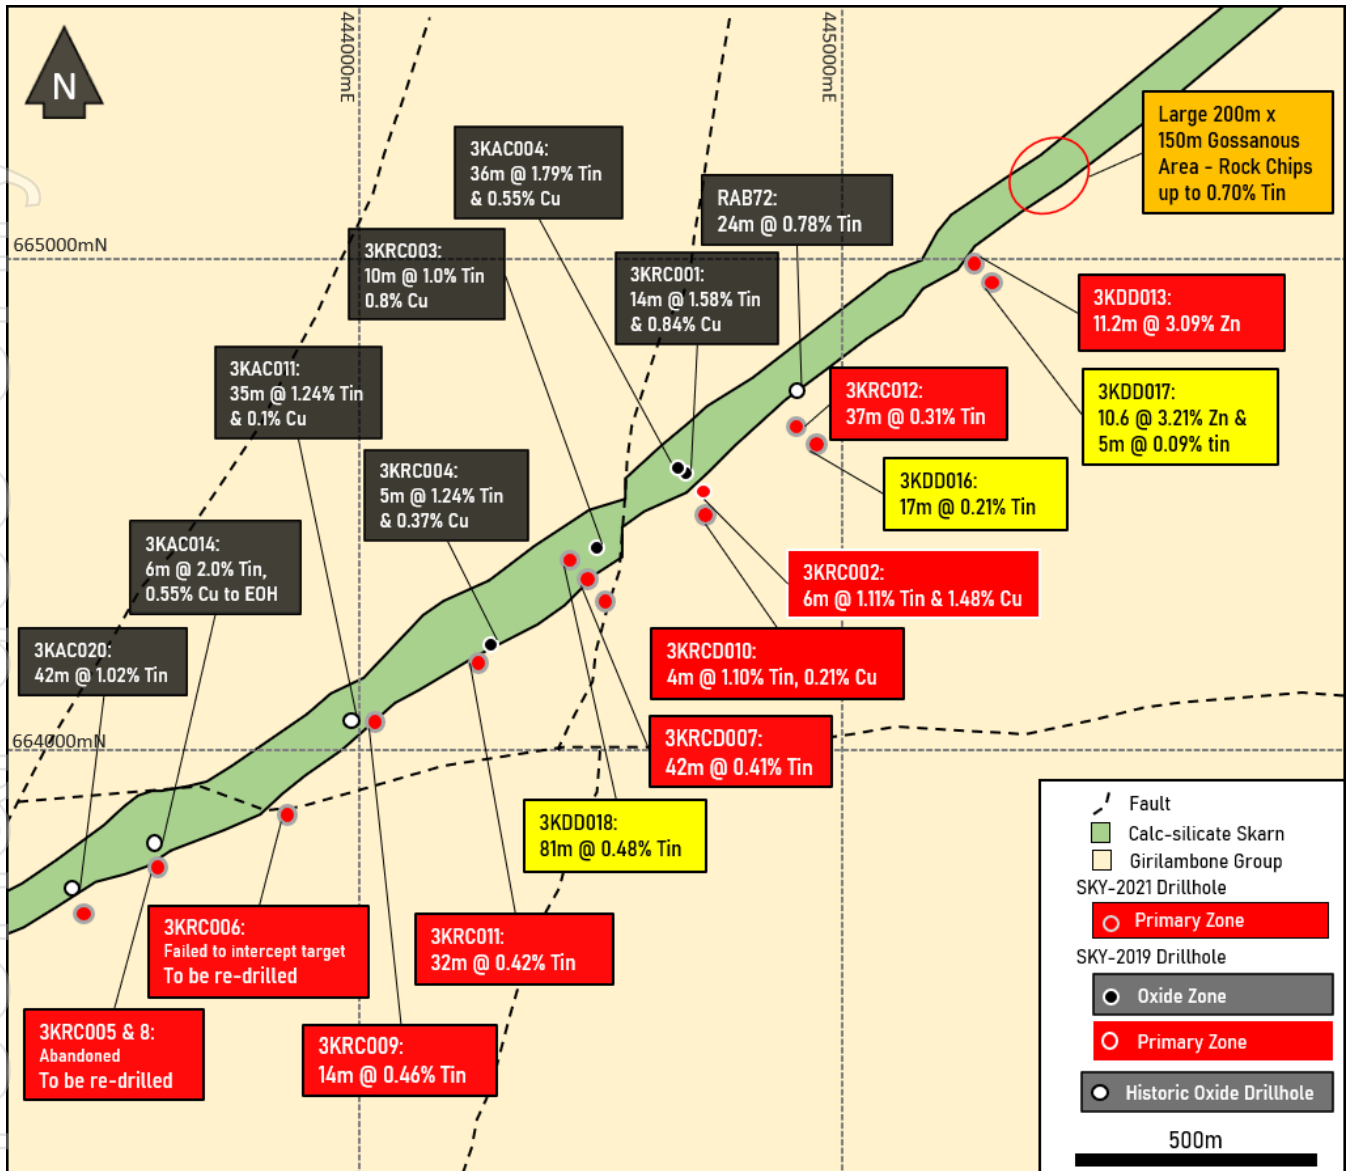 N
444000mE
445000mE
665000mN
664000mN
3KAC004:
36m @ 1.79% Tin
& 0.55% Cu
RAB72:
24m @ 0.78% Tin
Large 200m x
150m Gossanous
Area - Rock Chips
up to 0.70% Tin
3KRC003:
10m @ 1.0% Tin
0.8% Cu
3KRC001:
14m @ 1.58% Tin
& 0.84% Cu
3KDD013:
11.2m @ 3.09% Zn
3KAC011:
35m @ 1.24% Tin
& 0.1% Cu
3KRC012:
37m @ 0.31% Tin
3KDD017:
10.6 @ 3.21% Zn &
5m @ 0.09% tin
3KRC004:
5m @ 1.24% Tin
& 0.37% Cu
3KDD016:
17m @ 0.21% Tin
3KAC014:
6m @ 2.0% Tin,
0.55% Cu to EOH
3KRC002:
6m @ 1.11% Tin & 1.48% Cu
3KAC020:
42m @ 1.02% Tin
3KRCD010:
4m @ 1.10% Tin, 0.21% Cu
3KRCD007:
42m @ 0.41% Tin
3KDD018:
81m @ 0.48% Tin
3KRC006:
Failed to intercept target
To be re-drilled
3KRC011:
32m @ 0.42% Tin
3KRC005 & 8:
Abandoned
To be re-drilled
3KRC009:
14m @ 0.46% Tin
Fault
Calc-silicate Skarn
Girilambone Group
SKY-2021 Drillhole
Primary Zone
SKY-2019 Drillhole
Oxide Zone
Primary Zone
Historic Oxide Drillhole
500m